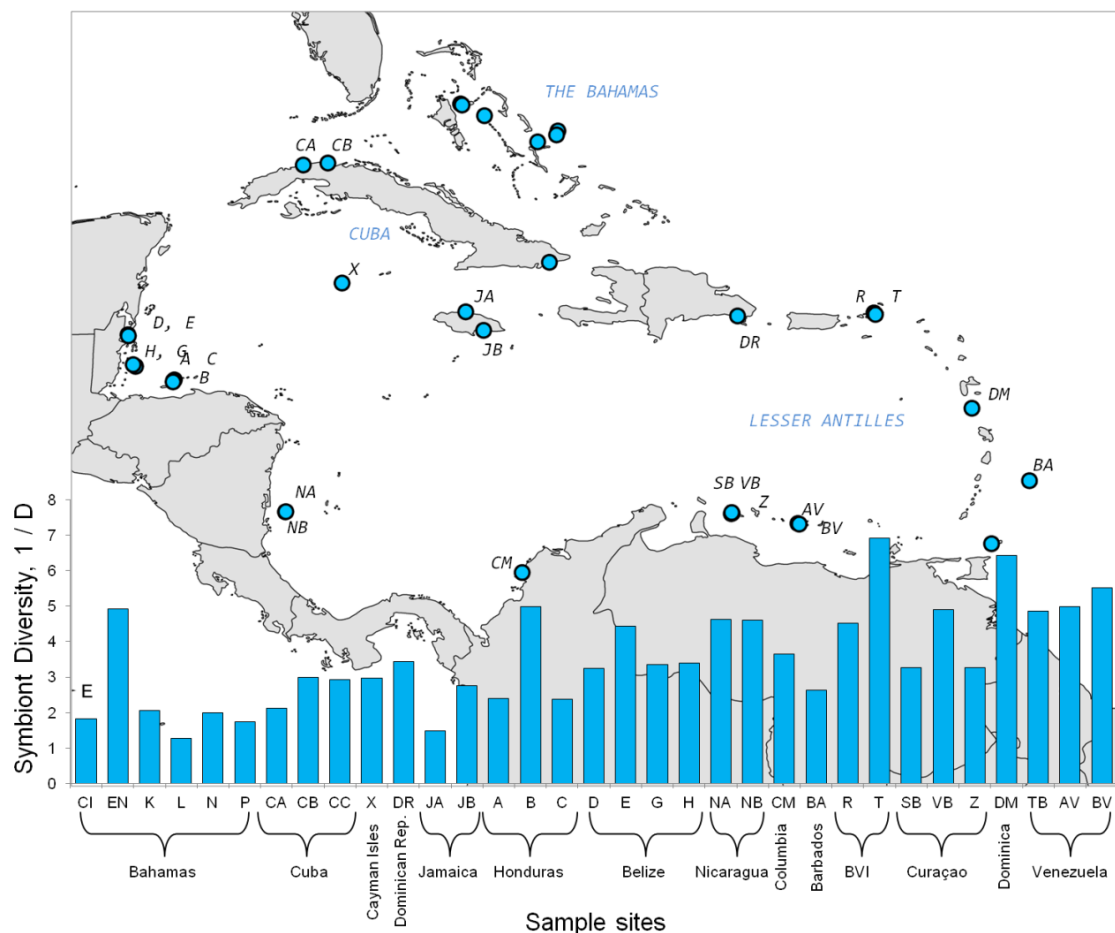 THE BAHAMAS
CA CB
CUBA
X
JA
JB
R T
DR
D, E
H, G
A C
B
DM
LESSER ANTILLES
BA
SB VB
Z
AV
BV
NA
NB
CM
Symbiont Diversity, 1 / D
8
7
6
5
4
3
2
1
0
E
CI EN K L N P CA CB CC X DR JA JB A B C D E G H NA NB CM BA R T SB VB Z DM TB AV BV
Bahamas Cuba Cayman Isles Dominican Rep. Jamaica Honduras Belize Nicaragua Columbia Barbados BVI Curaçao Dominica Venezuela
Sample sites